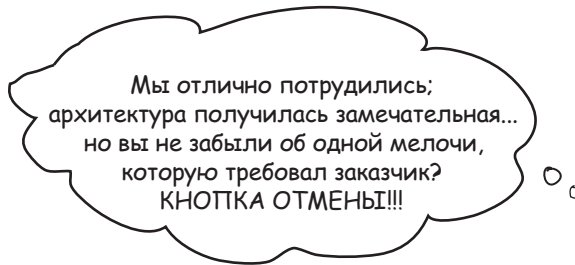 Мы отлично потрудились;
архитектура получилась замечательная...
но вы не забыли об одной мелочи,
которую требовал заказчик?
КНОПКА ОТМЕНЫ!!!